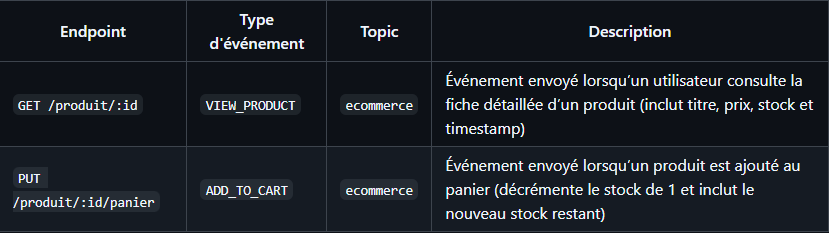 Endpoint
Type d'événement
Topic
Description
GET /produit/:id
VIEW_PRODUCT
ecommerce
Événement envoyé lorsqu'un utilisateur consulte la
fiche détaillée d'un produit (inclut titre, prix, stock et
timestamp)
PUT
/produit/:id/panier
ADD_TO_CART
ecommerce
Événement envoyé lorsqu'un produit est ajouté au
panier (décrémente le stock de 1 et inclut le
nouveau stock restant)